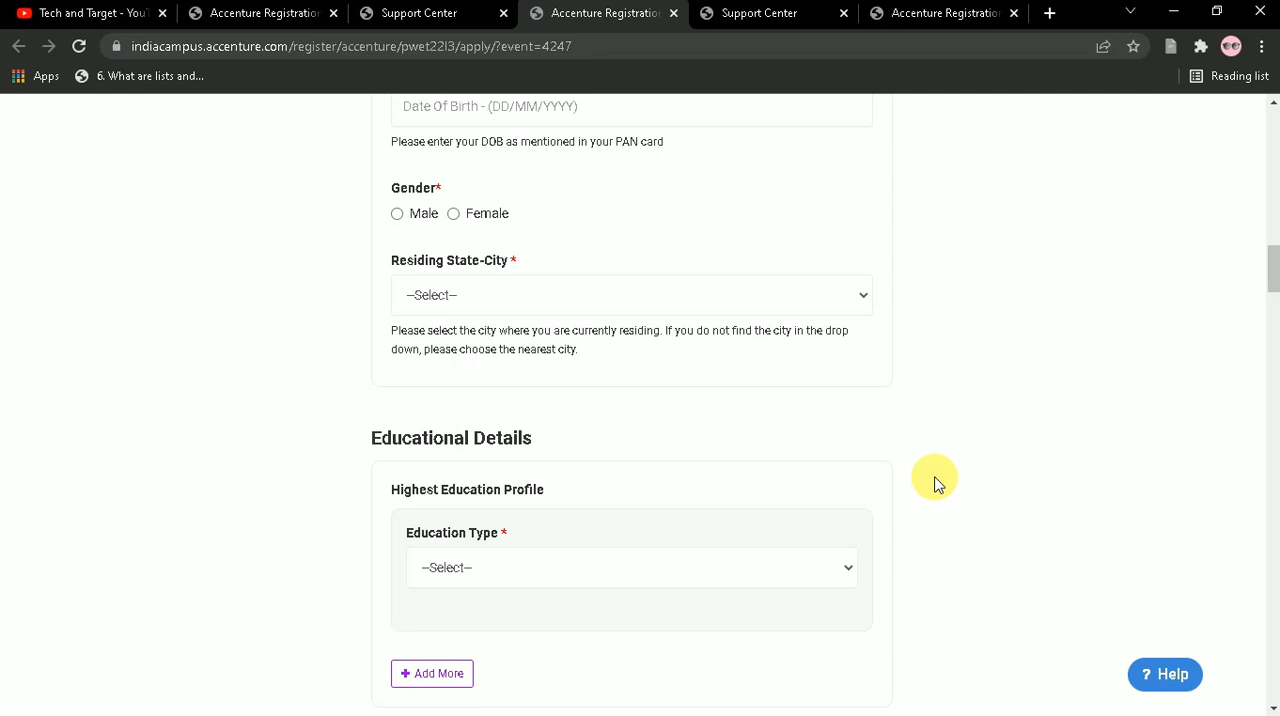 Tech and Target - YouT
Accenture Registration
Support Center
Accenture Registration
Support Center
Accenture Registration
indiacampus.accenture.com/register/accenture/pwet22l3/apply/?event=4247
Apps
6. What are lists and...
Reading list
Date Of Birth - (DD/MM/YYYY)
Please enter your DOB as mentioned in your PAN card
Gender*
Male Female
Residing State-City *
--Select--
Please select the city where you are currently residing. If you do not find the city in the drop
down, please choose the nearest city.
Educational Details
Highest Education Profile
Education Type *
--Select--
+ Add More
? Help